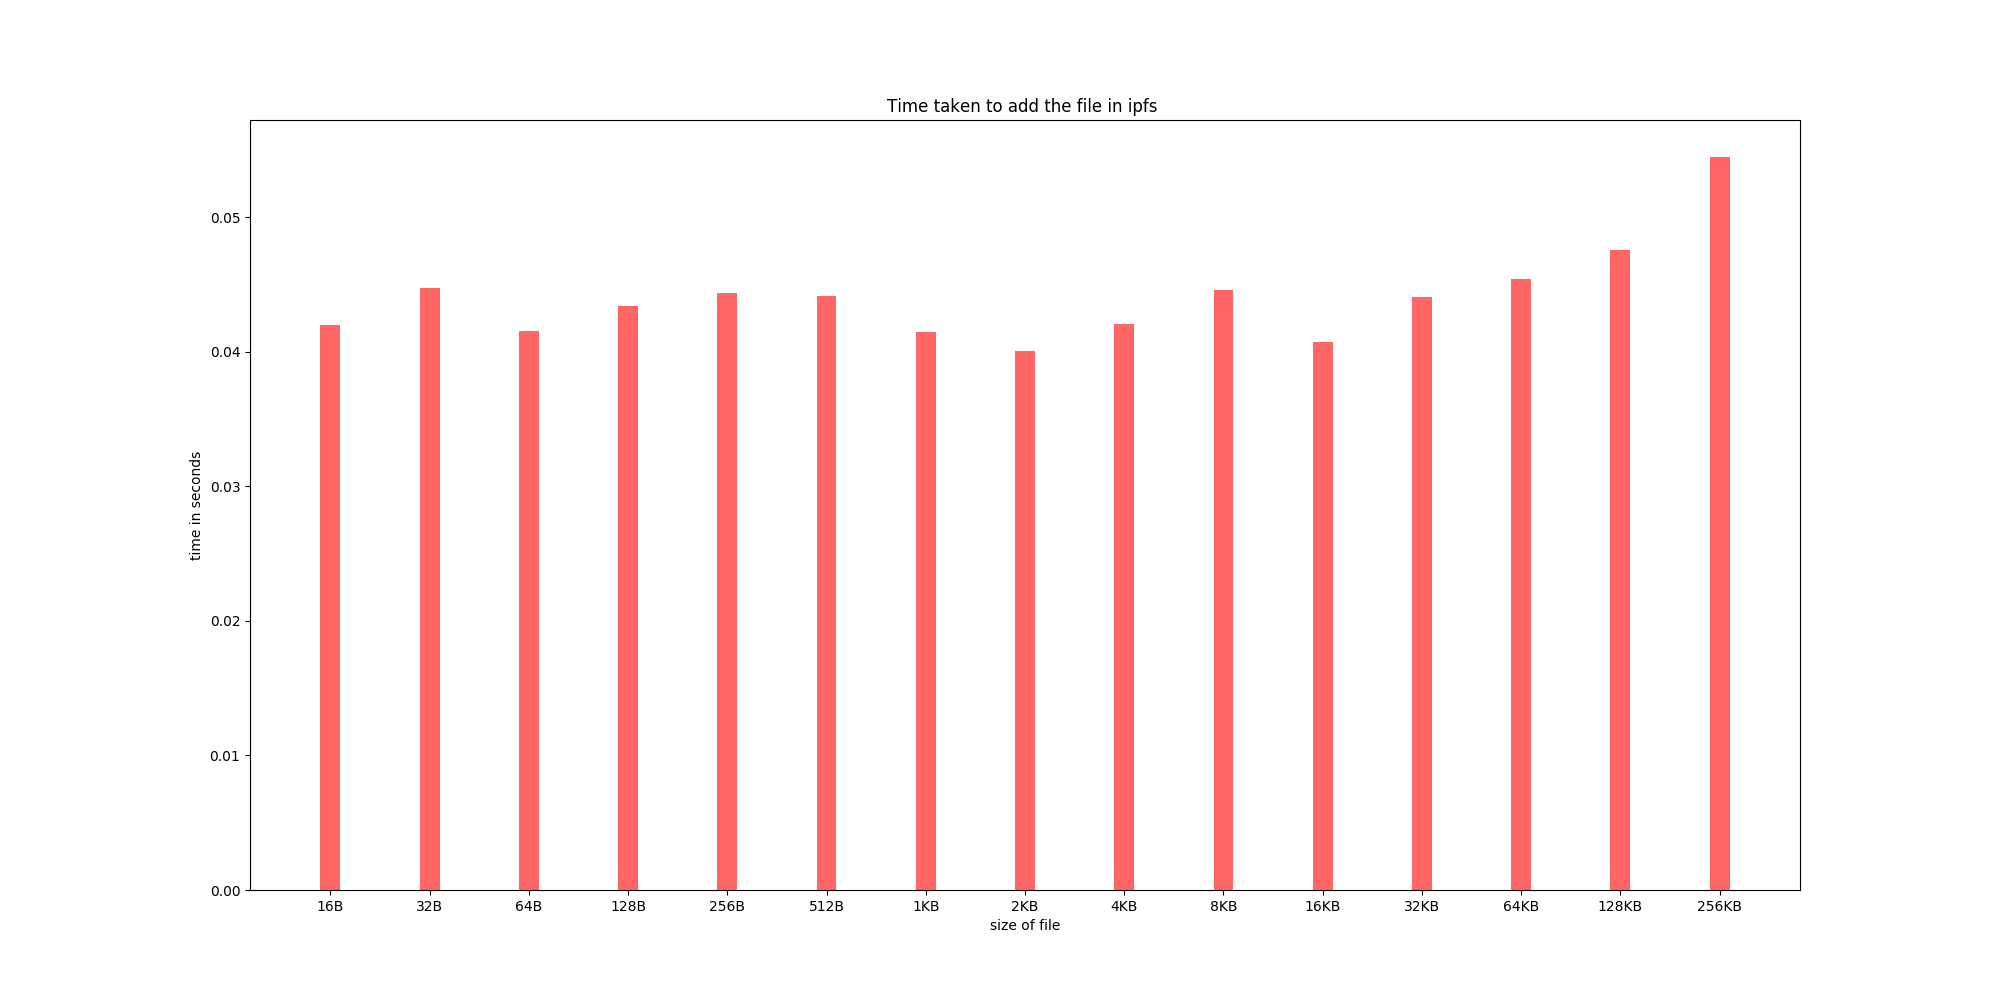 Time taken to add the file in ipfs
0.05
0.04
0.03
0.02
0.01
0.00
time in seconds
16B 32B 64B 128B 256B 512B 1KB 2KB 4KB 8KB 16KB 32KB 64KB 128KB 256KB
size of file